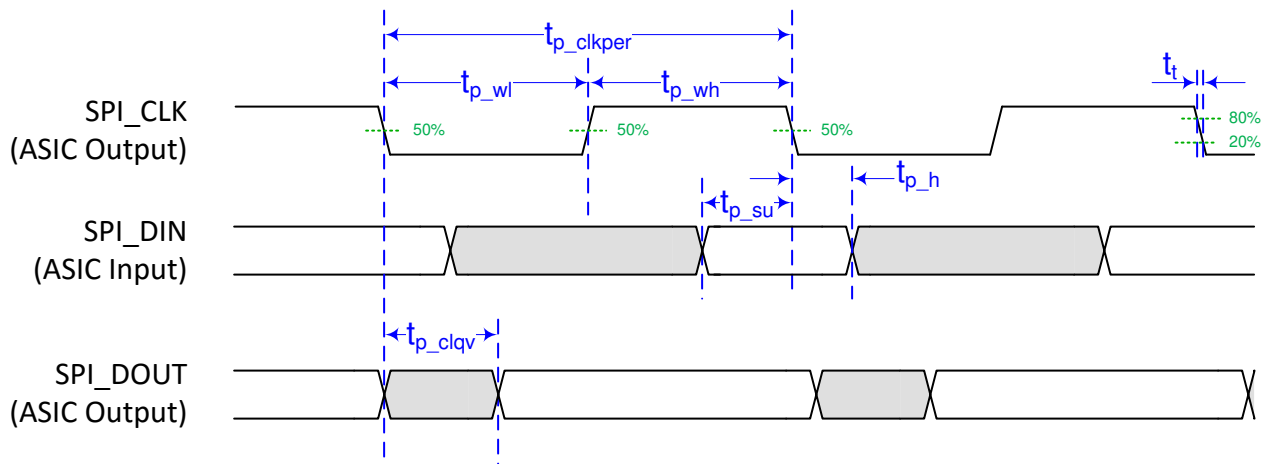 t_p_clkper
t_p_wl t_p_wh t_t
SPI_CLK
(ASIC Output)
50% 50% 50% 80%
20%
t_p_h
t_p_su
SPI_DIN
(ASIC Input)
t_p_clqv
SPI_DOUT
(ASIC Output)